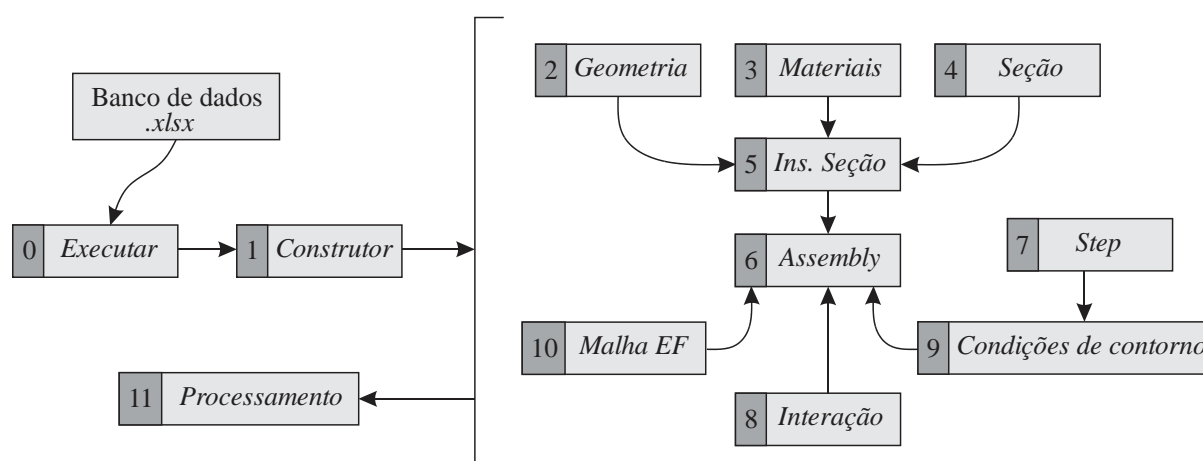 Banco de dados
.xlsx
0 Executar
1 Construtor
2 Geometria
3 Materiais
4 Seção
5 Ins. Seção
6 Assembly
7 Step
10 Malha EF
9 Condições de contorno
11 Processamento
8 Interação